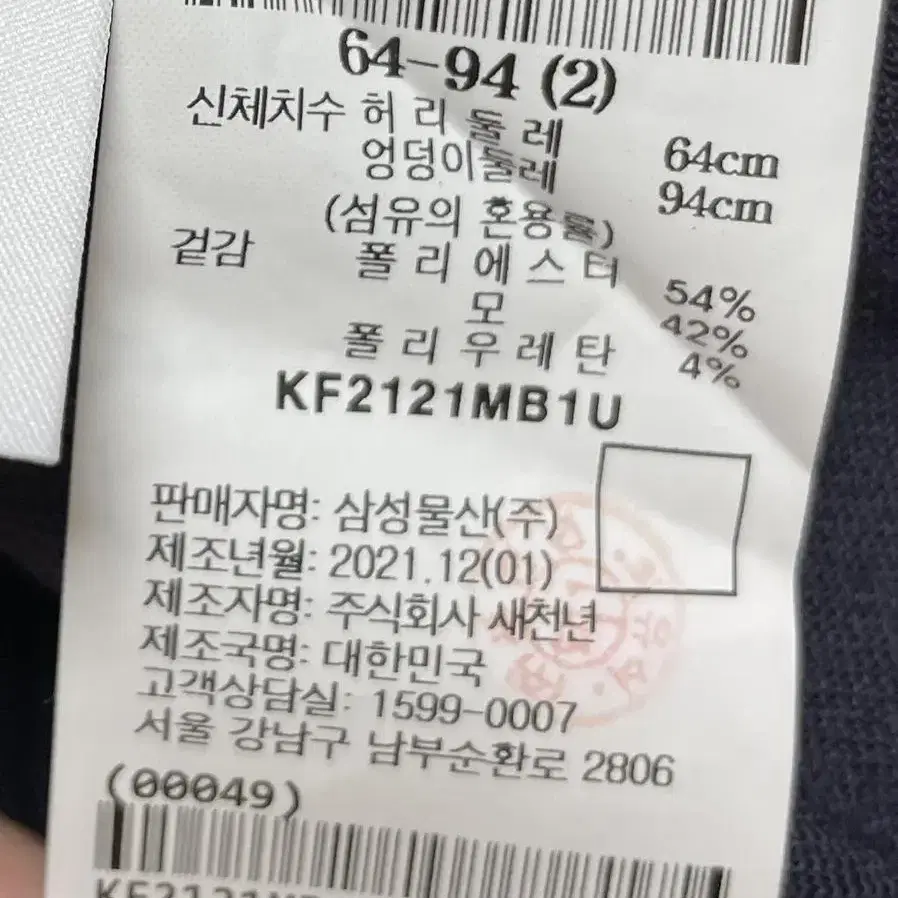 64-94 (2)
신체치수 허리둘레 64cm
엉덩이둘레 94cm
(섬유의 혼용률)
겉감 폴리에스터 54%
모 42%
폴리우레탄 4%
KF2121MB1U
판매자명: 삼성물산(주)
제조년월: 2021.12(01)
제조자명: 주식회사 새천년
제조국명: 대한민국
고객상담실: 1599-0007
서울 강남구 남부순환로 2806
(00049)